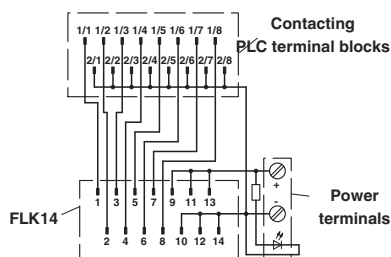 Contacting
PLC terminal blocks
1/1 1/2 1/3 1/4 1/5 1/6 1/7 1/8
2/1 2/2 2/3 2/4 2/5 2/6 2/7 2/8
1 3 5 7 9 11 13
+
-
Power
terminals
FLK14
2 4 6 8 10 12 14